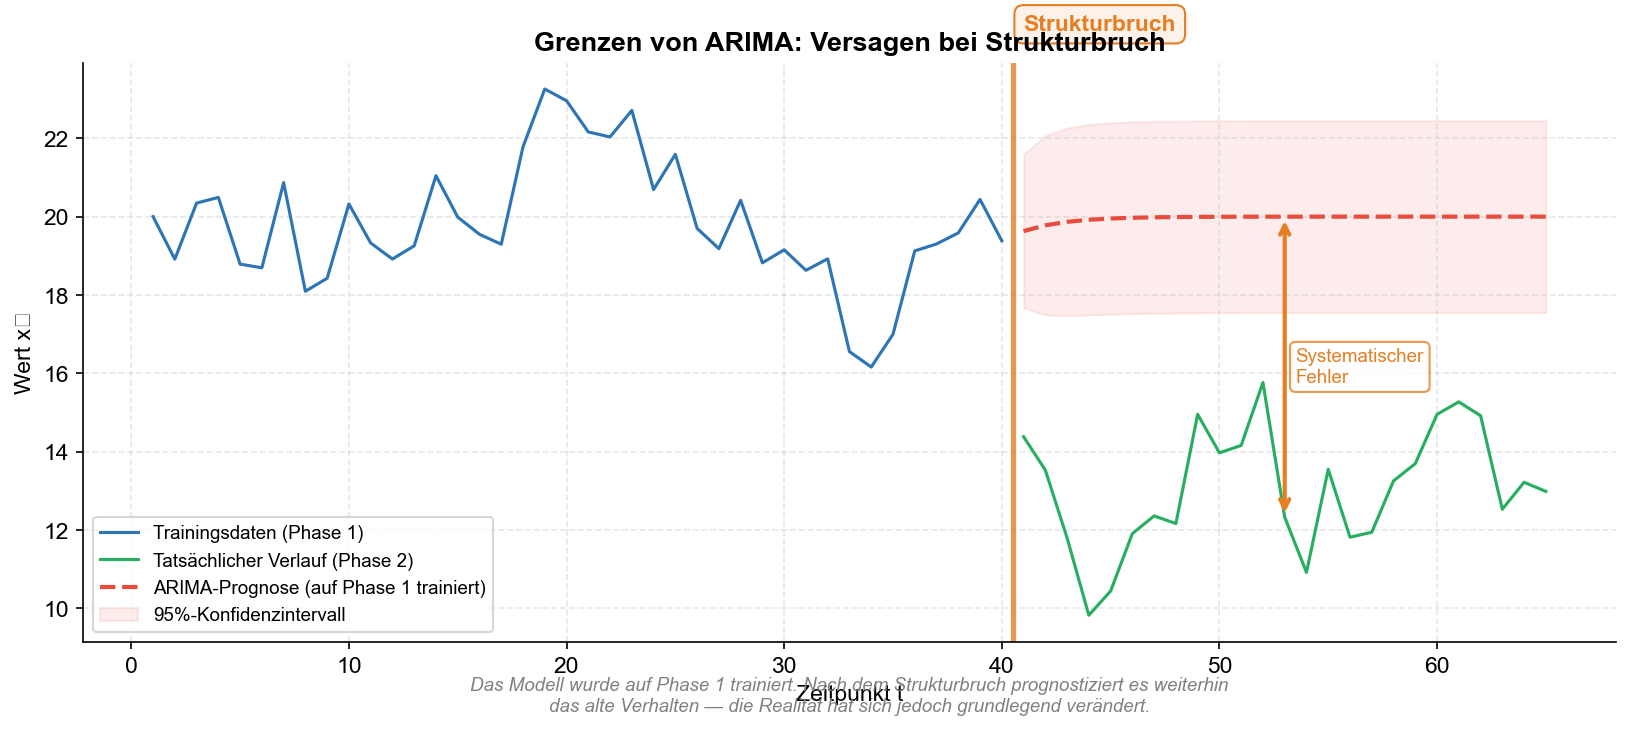 Strukturbruch
Grenzen von ARIMA: Versagen bei Strukturbruch
Wert x□
22
20
18
16
14
12
10
Systematischer
Fehler
Trainingsdaten (Phase 1)
Tatsächlicher Verlauf (Phase 2)
ARIMA-Prognose (auf Phase 1 trainiert)
95%-Konfidenzintervall
0 10 20 30 40 50 60
Zeitpunkt t
Das Modell wurde auf Phase 1 trainiert. Nach dem Strukturbruch prognostiziert es weiterhin
das alte Verhalten — die Realität hat sich jedoch grundlegend verändert.